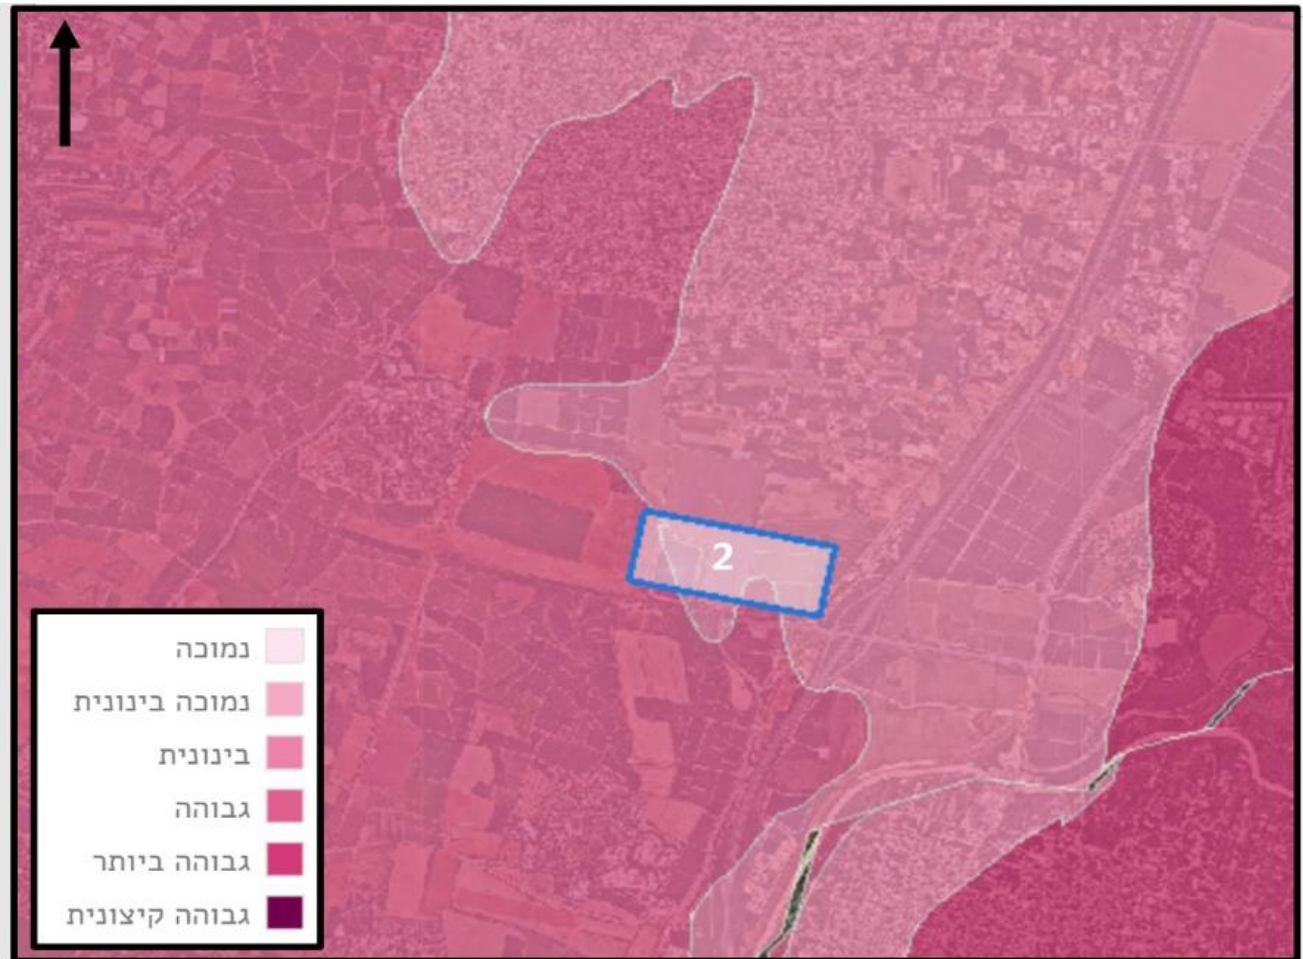 2
נמוכה
נמוכה בינונית
בינונית
גבוהה
גבוהה ביותר
גבוהה קיצונית